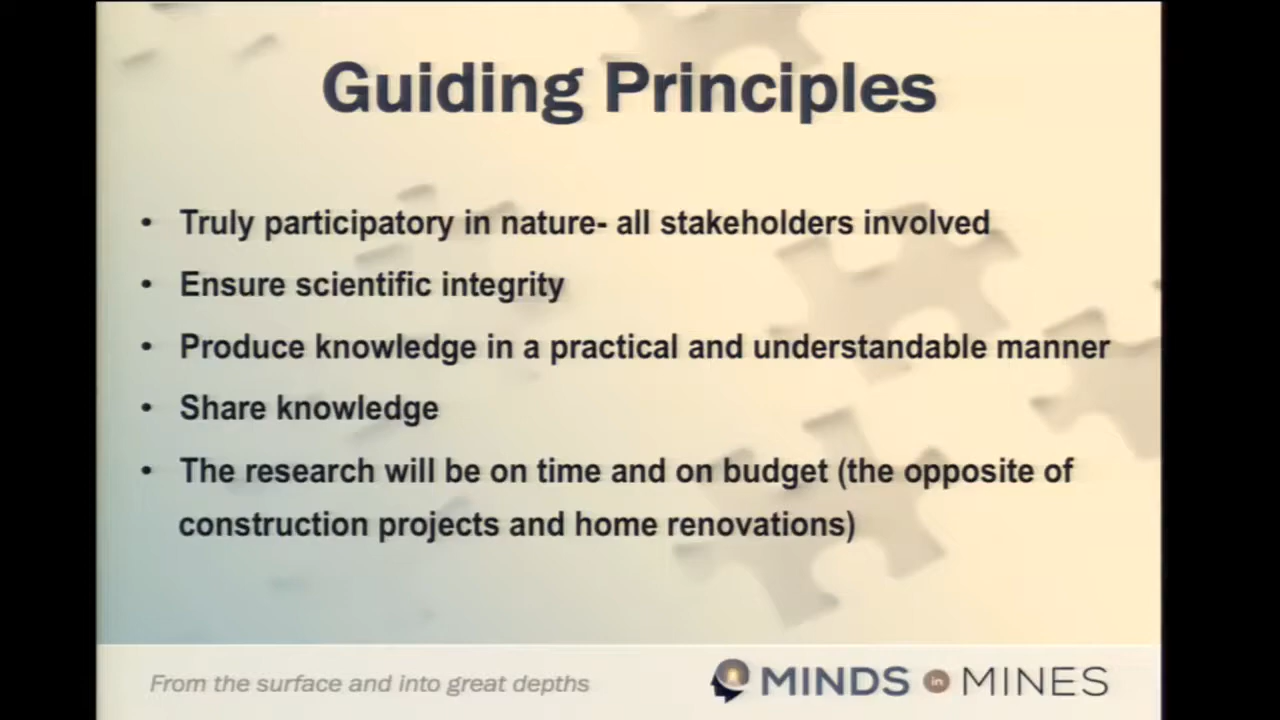 Guiding Principles
• Truly participatory in nature- all stakeholders involved
• Ensure scientific integrity
• Produce knowledge in a practical and understandable manner
• Share knowledge
• The research will be on time and on budget (the opposite of
construction projects and home renovations)
From the surface and into great depths
MINDS in MINES